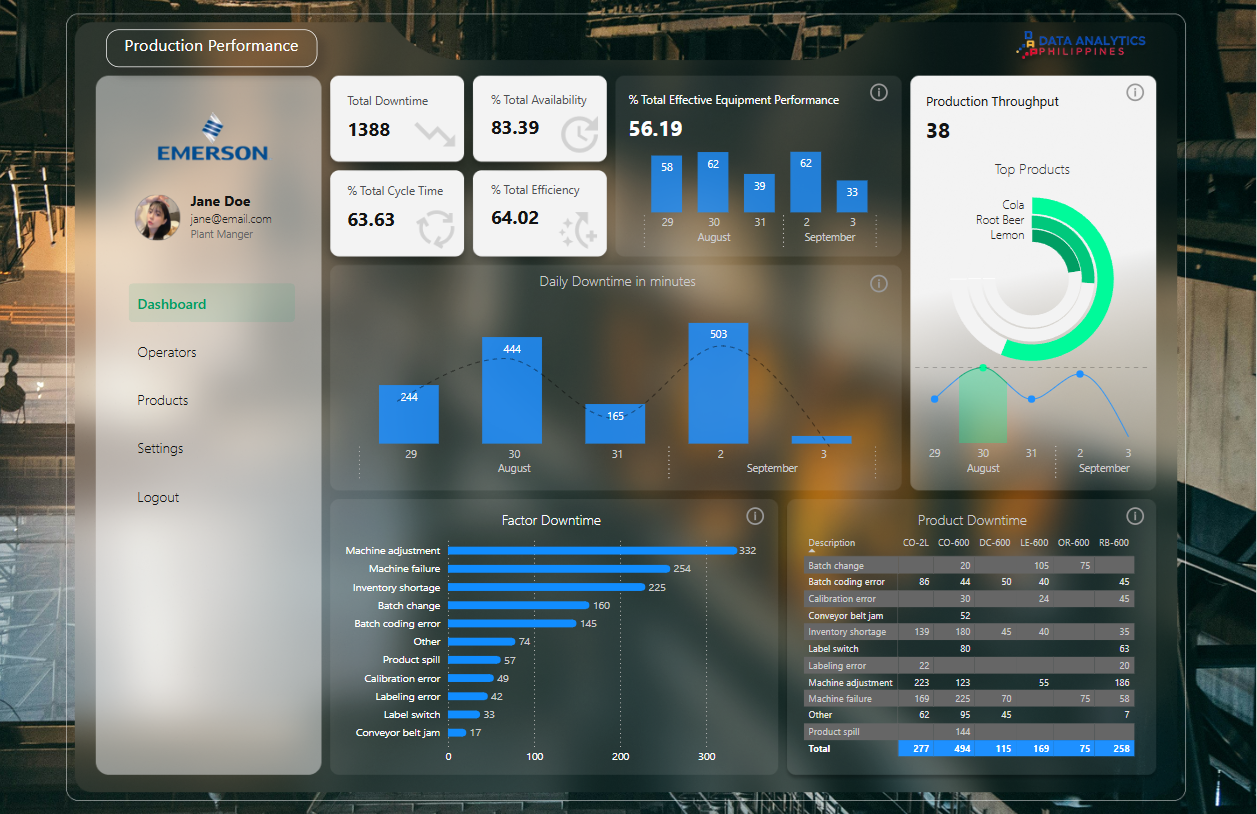 Production Performance
DATA ANALYTICS
PHILIPPINES
EMERSON
Jane Doe
jane@email.com
Plant Manger
Dashboard
Operators
Products
Settings
Logout
Total Downtime
1388
% Total Availability
83.39
% Total Cycle Time
63.63
% Total Efficiency
64.02
% Total Effective Equipment Performance
56.19
58 62 39 62 33
29 30 31 2 3
August September
Production Throughput
38
Top Products
Cola
Root Beer
Lemon
29 30 31 2 3
August September
Daily Downtime in minutes
244 444 165 503
29 30 31 2 3
August September
Factor Downtime
Machine adjustment 332
Machine failure 254
Inventory shortage 225
Batch change 160
Batch coding error 145
Other 74
Product spill 57
Calibration error 49
Labeling error 42
Label switch 33
Conveyor belt jam 17
0 100 200 300
Product Downtime
Description CO-2L CO-600 DC-600 LE-600 OR-600 RB-600
Batch change 20 105 75
Batch coding error 86 44 50 40 45
Calibration error 30 24 45
Conveyor belt jam 52
Inventory shortage 139 180 45 40 35
Label switch 80 63
Labeling error 22 20
Machine adjustment 223 123 55 186
Machine failure 169 225 70 75 58
Other 62 95 45 7
Product spill 144
Total 277 494 115 169 75 258